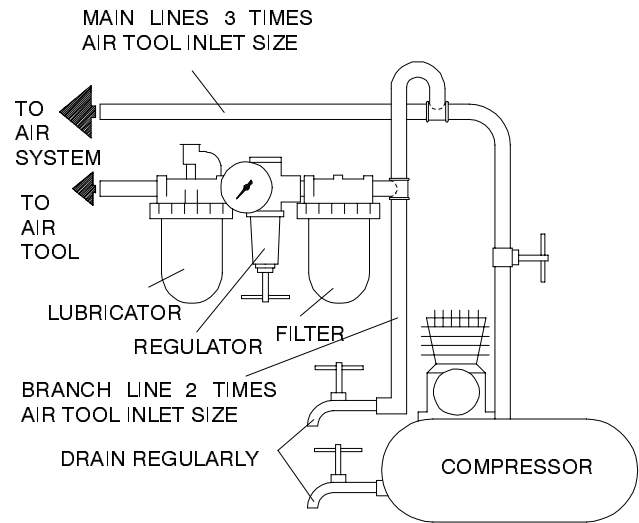 MAIN LINES 3 TIMES
AIR TOOL INLET SIZE
TO
AIR
SYSTEM
TO
AIR
TOOL
LUBRICATOR
REGULATOR
FILTER
BRANCH LINE 2 TIMES
AIR TOOL INLET SIZE
DRAIN REGULARLY
COMPRESSOR